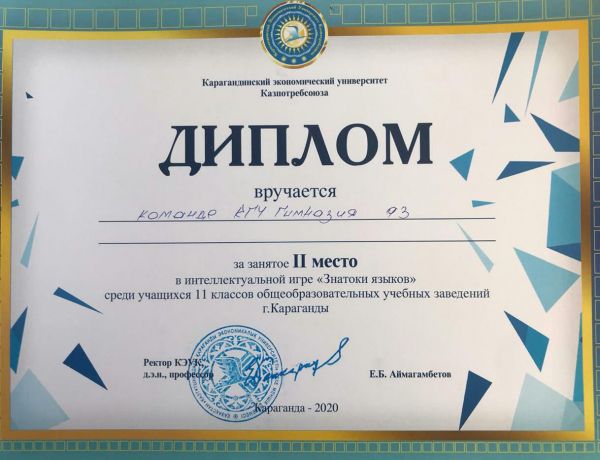 Карагандинский экономический университет
Казпотребсоюза
ДИПЛОМ
вручается
команде КГУ Гимназия 93
за занятое II место
в интеллектуальной игре «Знатоки языков»
среди учащихся 11 классов общеобразовательных учебных заведений
г.Караганды
Ректор КЭУК,
д.э.н., профессор
Е.Б. Аймагамбетов
Караганда - 2020